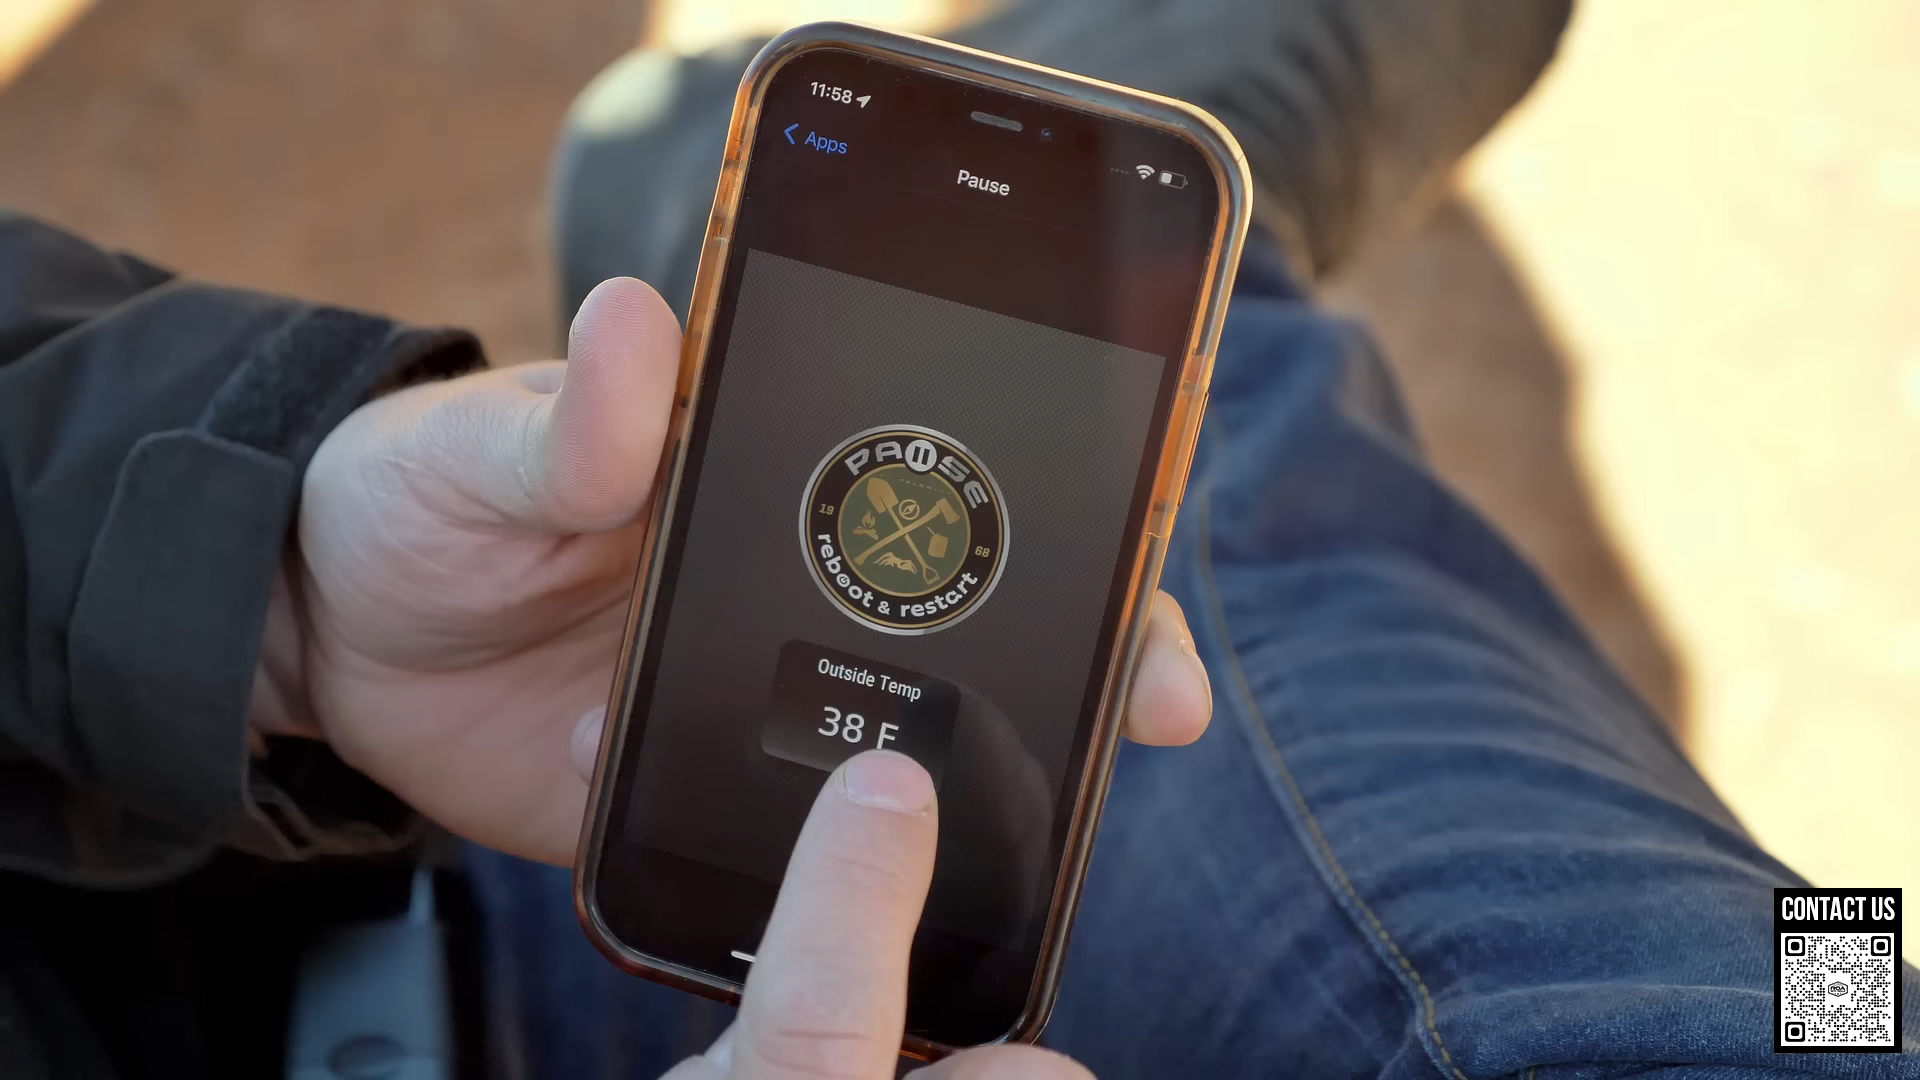 11:58
Apps
Pause
PAUSE
19
68
reboot & restart
Outside Temp
38 F
CONTACT US